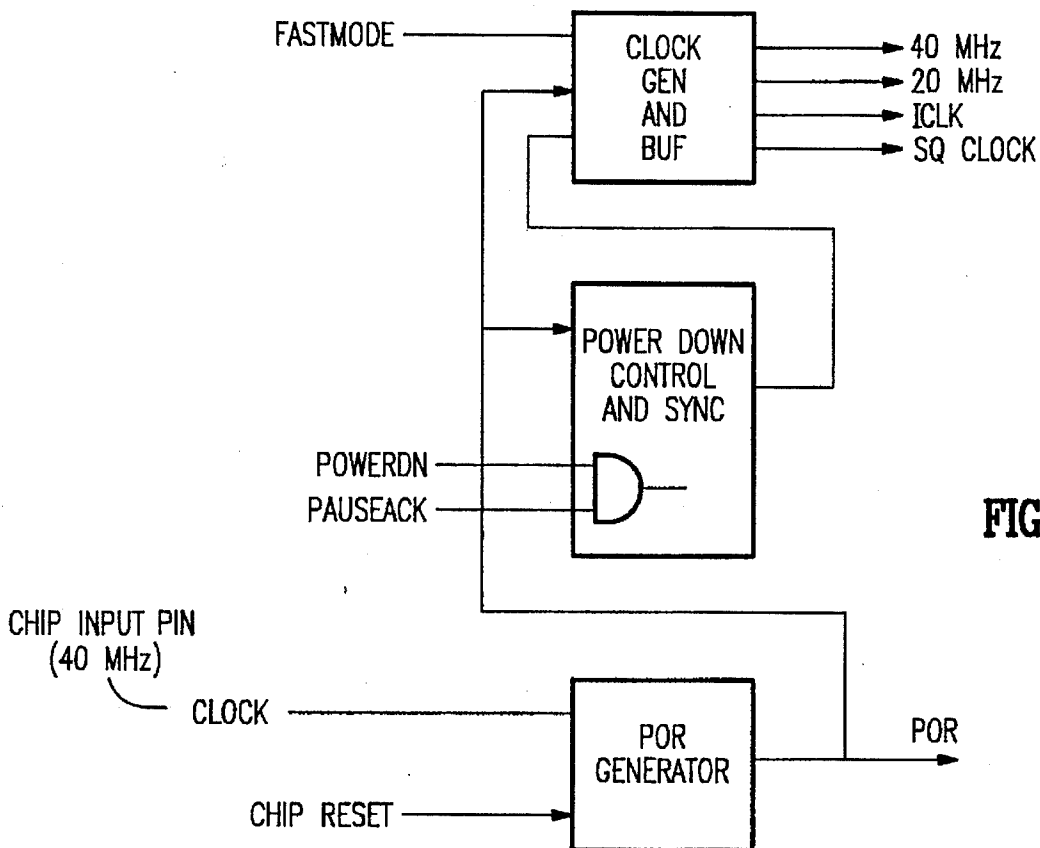 FASTMODE
CLOCK
GEN
AND
BUF
40 MHz
20 MHz
ICLK
SQ CLOCK
POWER DOWN
CONTROL
AND SYNC
POWERDN
PAUSEACK
FIG
CHIP INPUT PIN
(40 MHz)
CLOCK
POR
GENERATOR
POR
CHIP RESET